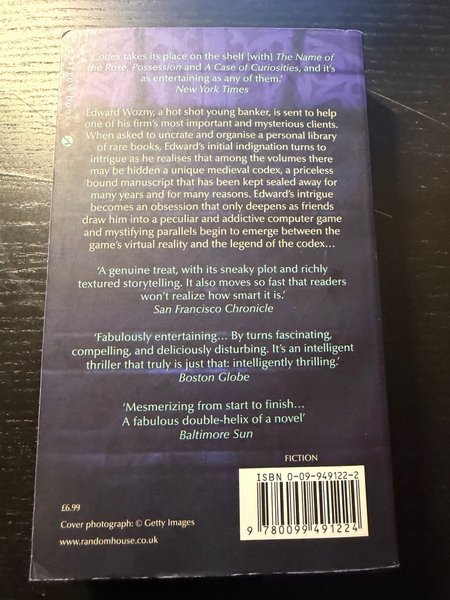 'Codex takes its place on the shelf [with] The Name of
the Rose, Possession and A Case of Curiosities, and it's
as entertaining as any of them.'
New York Times
Edward Wozny, a hot shot young banker, is sent to help
one of his firm's most important and mysterious clients.
When asked to uncrate and organise a personal library
of rare books, Edward's initial indignation turns to
intrigue as he realises that among the volumes there
may be hidden a unique medieval codex, a priceless
bound manuscript that has been kept sealed away for
many years and for many reasons. Edward's intrigue
becomes an obsession that only deepens as friends
draw him into a peculiar and addictive computer game
and mystifying parallels begin to emerge between the
game's virtual reality and the legend of the codex...
'A genuine treat, with its sneaky plot and richly
textured storytelling. It also moves so fast that readers
won't realize how smart it is.'
San Francisco Chronicle
'Fabulously entertaining... By turns fascinating,
compelling, and deliciously disturbing. It's an intelligent
thriller that truly is just that: intelligently thrilling.'
Boston Globe
'Mesmerizing from start to finish...
A fabulous double-helix of a novel'
Baltimore Sun
FICTION
ISBN 0-09-949122-2
9 780099 491224
£6.99
Cover photograph: © Getty Images
www.randomhouse.co.uk